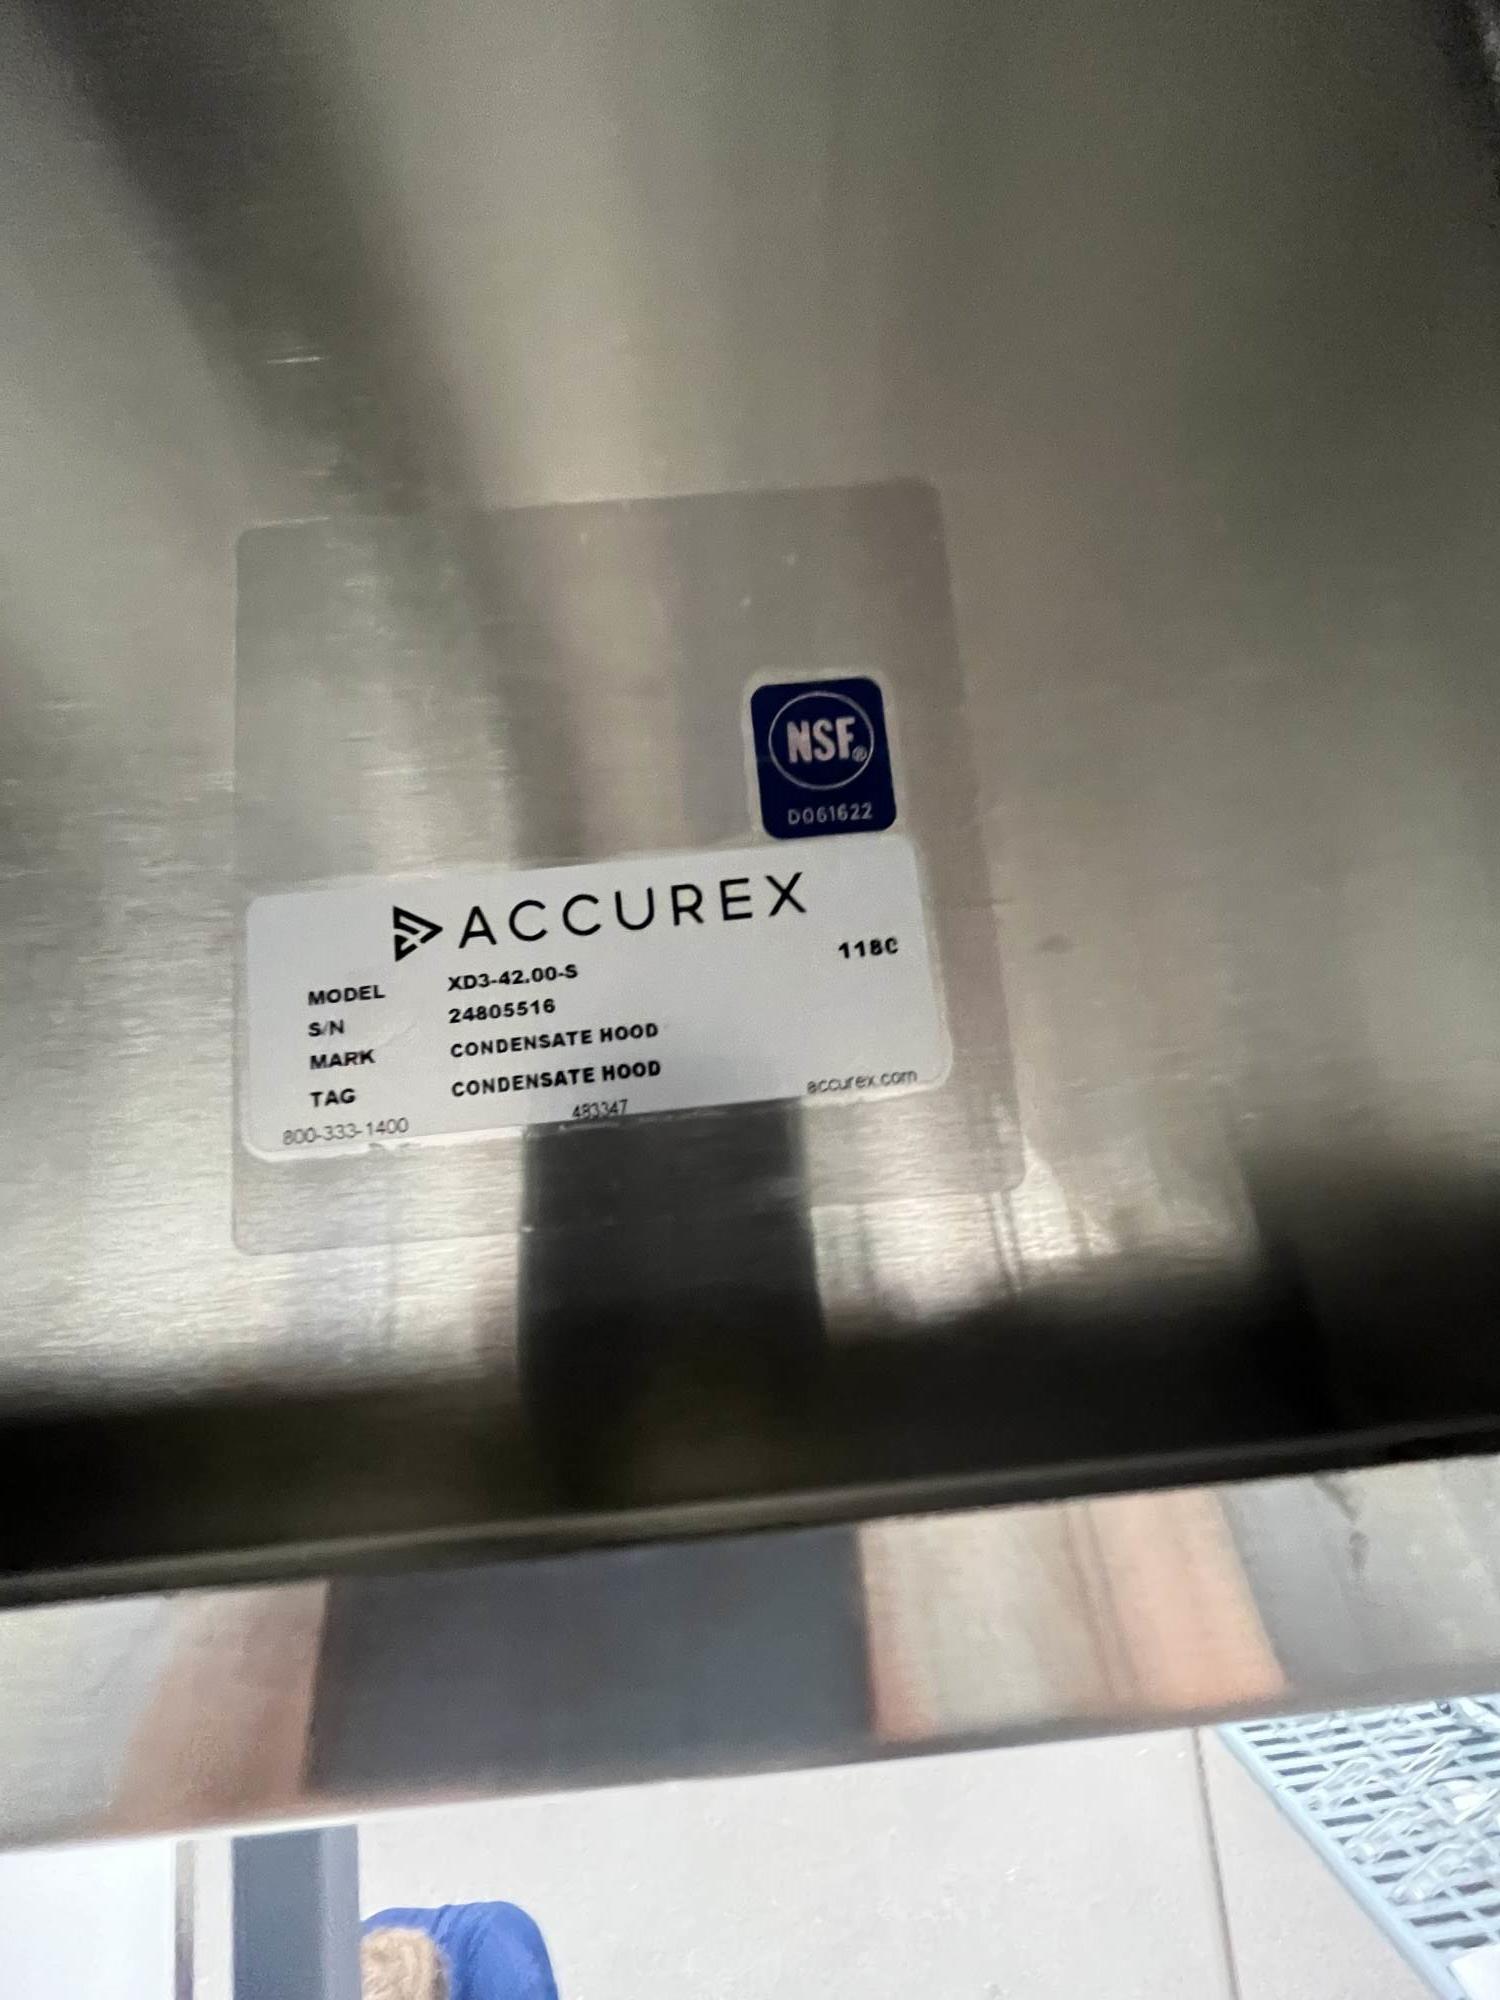 NSF®
D061622
ACCUREX
118C
MODEL XD3-42.00-S
S/N 24805516
MARK CONDENSATE HOOD
TAG CONDENSATE HOOD
800-333-1400 483347 accurex.com